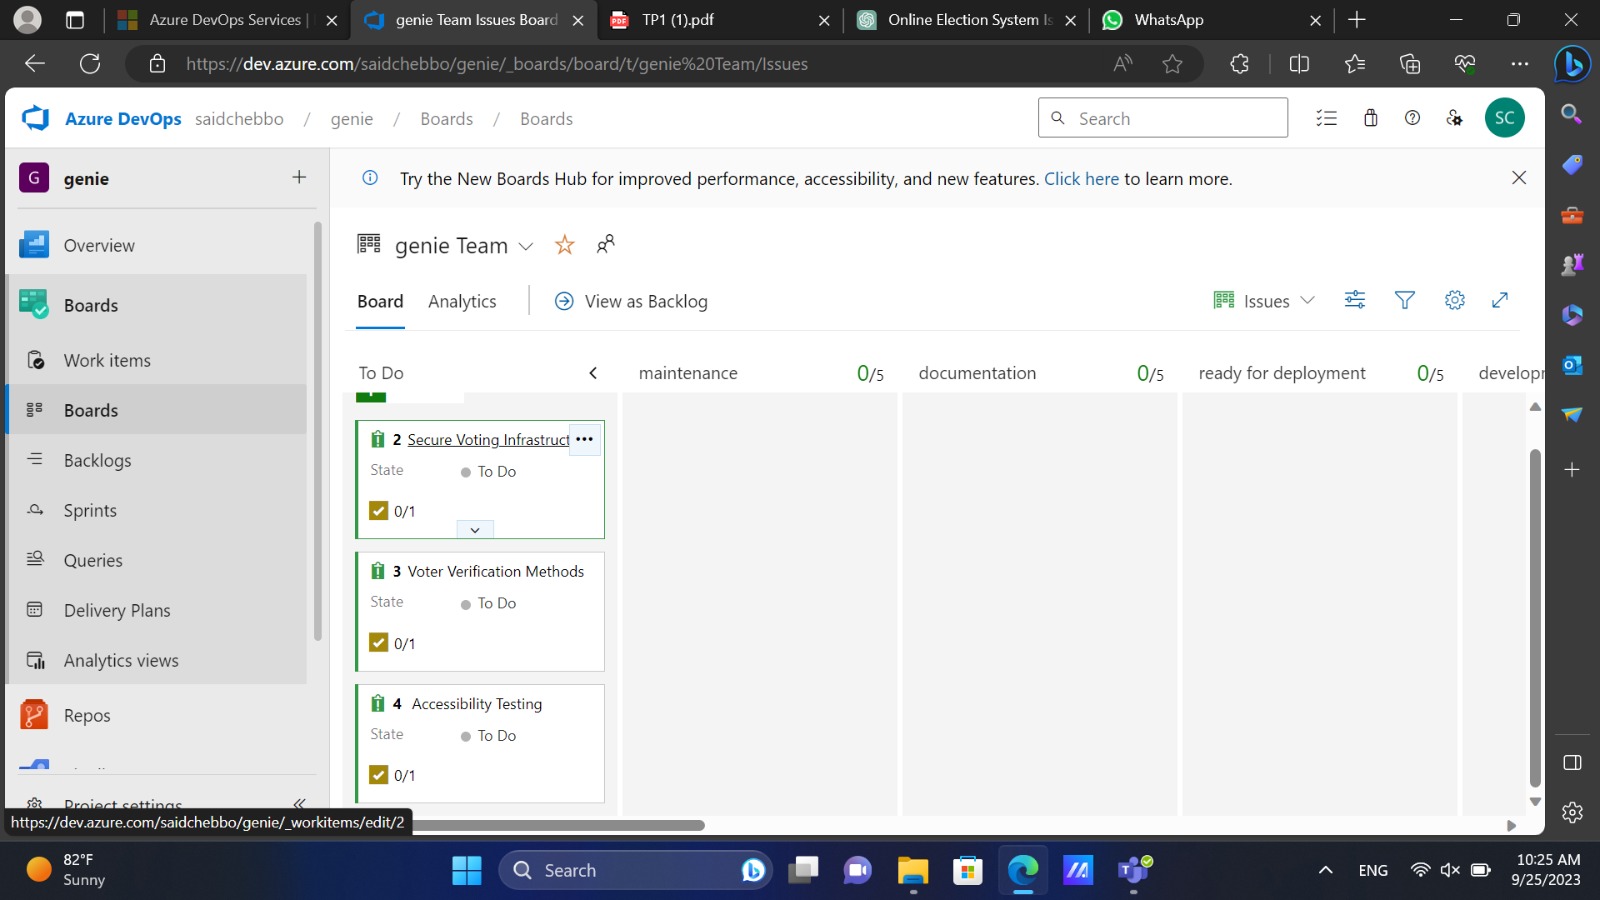 Azure DevOps Services |
genie Team Issues Board
TP1 (1).pdf
Online Election System Is
WhatsApp
https://dev.azure.com/saidchebbo/genie/_boards/board/t/genie%20Team/Issues
Azure DevOps saidchebbo / genie / Boards / Boards
Search
SC
G genie
Try the New Boards Hub for improved performance, accessibility, and new features. Click here to learn more.
Overview
Boards
Work items
Boards
Backlogs
Sprints
Queries
Delivery Plans
Analytics views
Repos
Project settings
genie Team
Board Analytics View as Backlog
Issues
To Do
maintenance 0/5
documentation 0/5
ready for deployment 0/5
2 Secure Voting Infrastruct
State To Do
0/1
3 Voter Verification Methods
State To Do
0/1
4 Accessibility Testing
State To Do
0/1
https://dev.azure.com/saidchebbo/genie/_workitems/edit/2
82°F
Sunny
Search
ENG
10:25 AM
9/25/2023